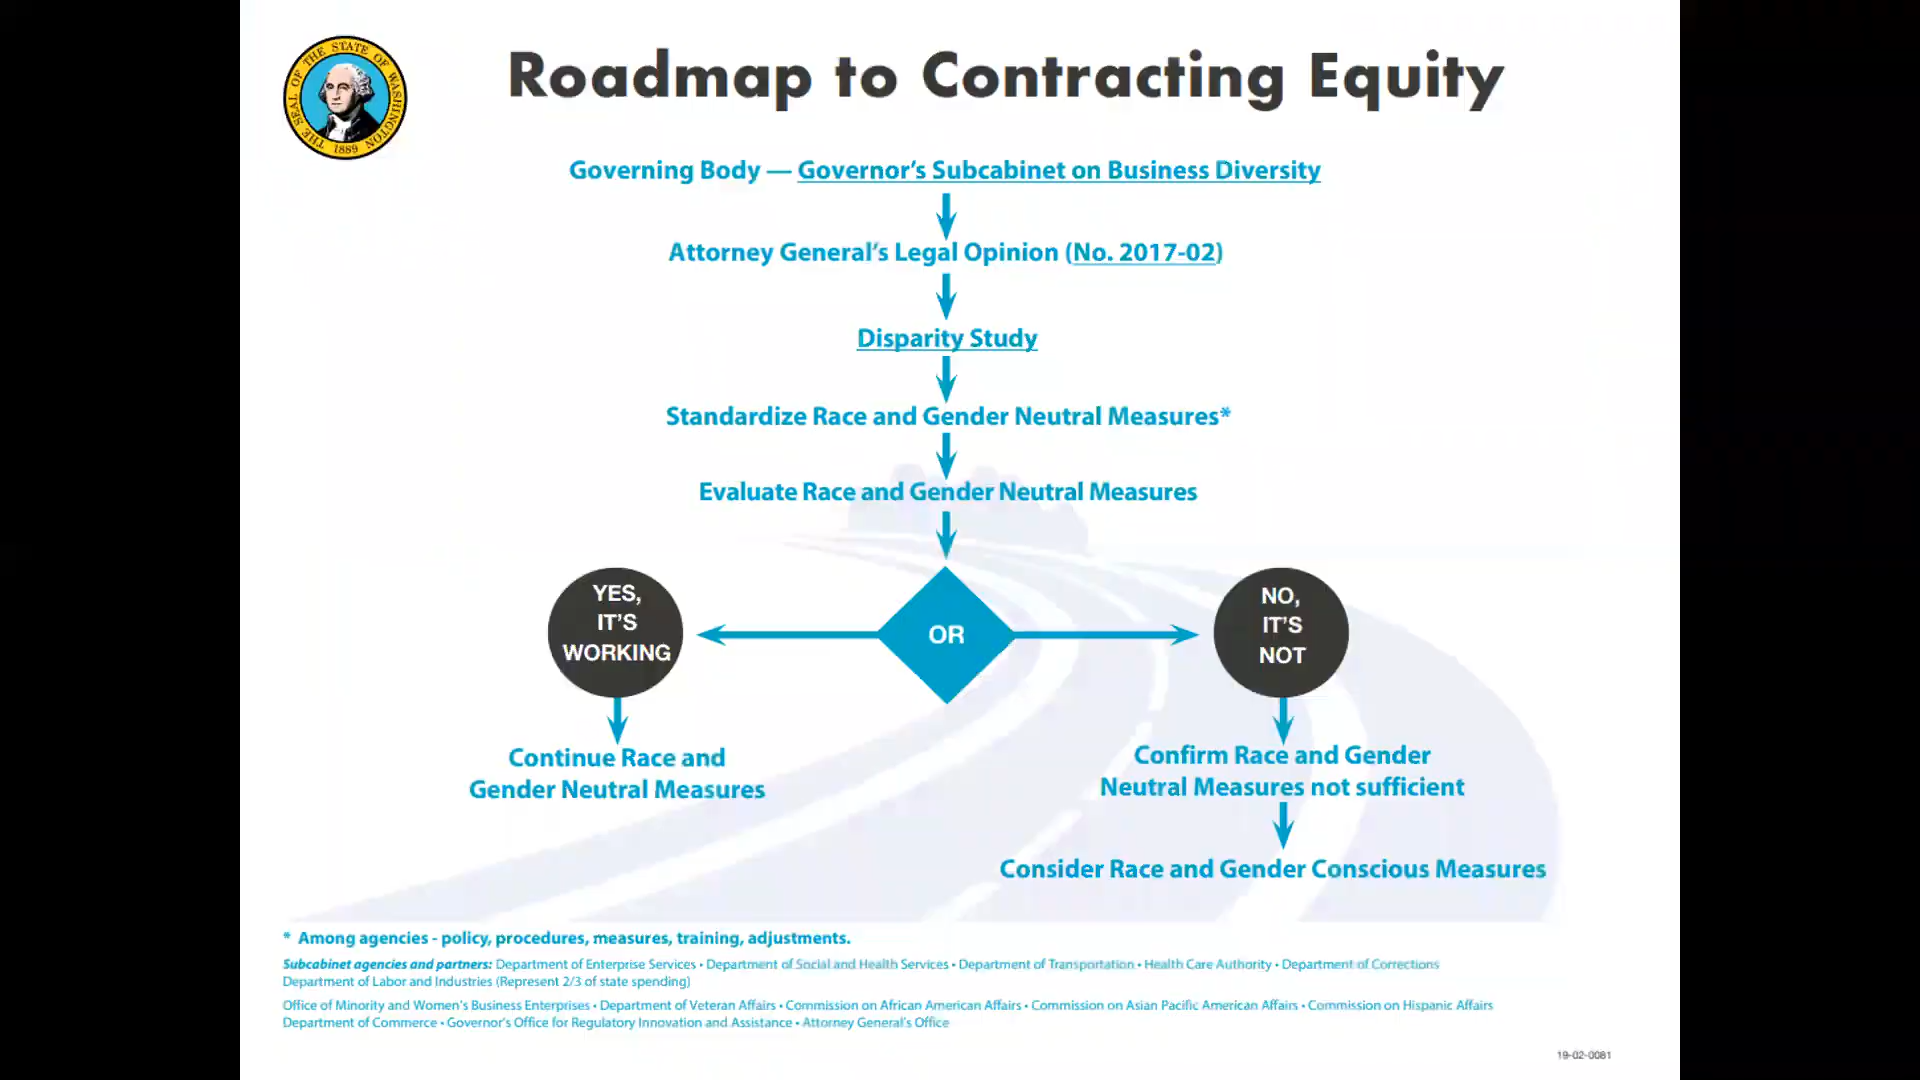 THE SEAL OF THE STATE OF WASHINGTON
1889
Roadmap to Contracting Equity
Governing Body — Governor's Subcabinet on Business Diversity
Attorney General's Legal Opinion (No. 2017-02)
Disparity Study
Standardize Race and Gender Neutral Measures*
Evaluate Race and Gender Neutral Measures
YES,
IT'S
WORKING
OR
NO,
IT'S
NOT
Continue Race and
Gender Neutral Measures
Confirm Race and Gender
Neutral Measures not sufficient
Consider Race and Gender Conscious Measures
* Among agencies - policy, procedures, measures, training, adjustments.
Subcabinet agencies and partners: Department of Enterprise Services • Department of Social and Health Services • Department of Transportation • Health Care Authority • Department of Corrections
Department of Labor and Industries (Represent 2/3 of state spending)
Office of Minority and Women's Business Enterprises • Department of Veteran Affairs • Commission on African American Affairs • Commission on Asian Pacific American Affairs • Commission on Hispanic Affairs
Department of Commerce • Governor's Office for Regulatory Innovation and Assistance • Attorney General's Office
19-02-0081